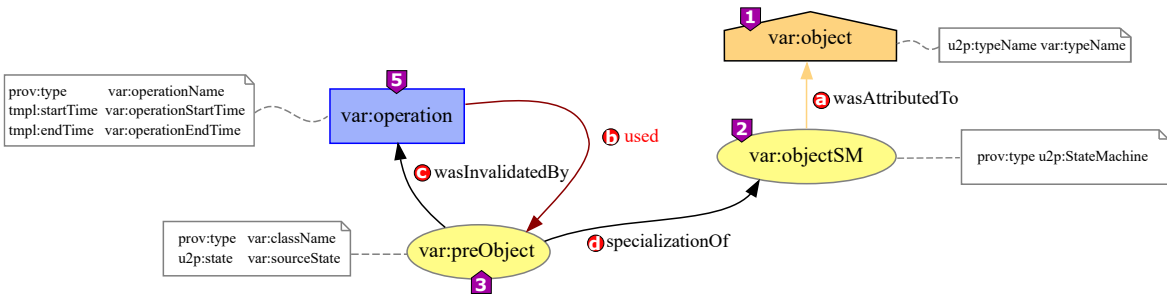 1
var:object
u2p:typeName var:typeName
5
prov:type var:operationName
tmpl:startTime var:operationStartTime
tmpl:endTime var:operationEndTime
var:operation
a wasAttributedTo
b used
2
var:objectSM
prov:type u2p:StateMachine
c wasInvalidatedBy
prov:type var:className
u2p:state var:sourceState
var:preObject
d specializationOf
3